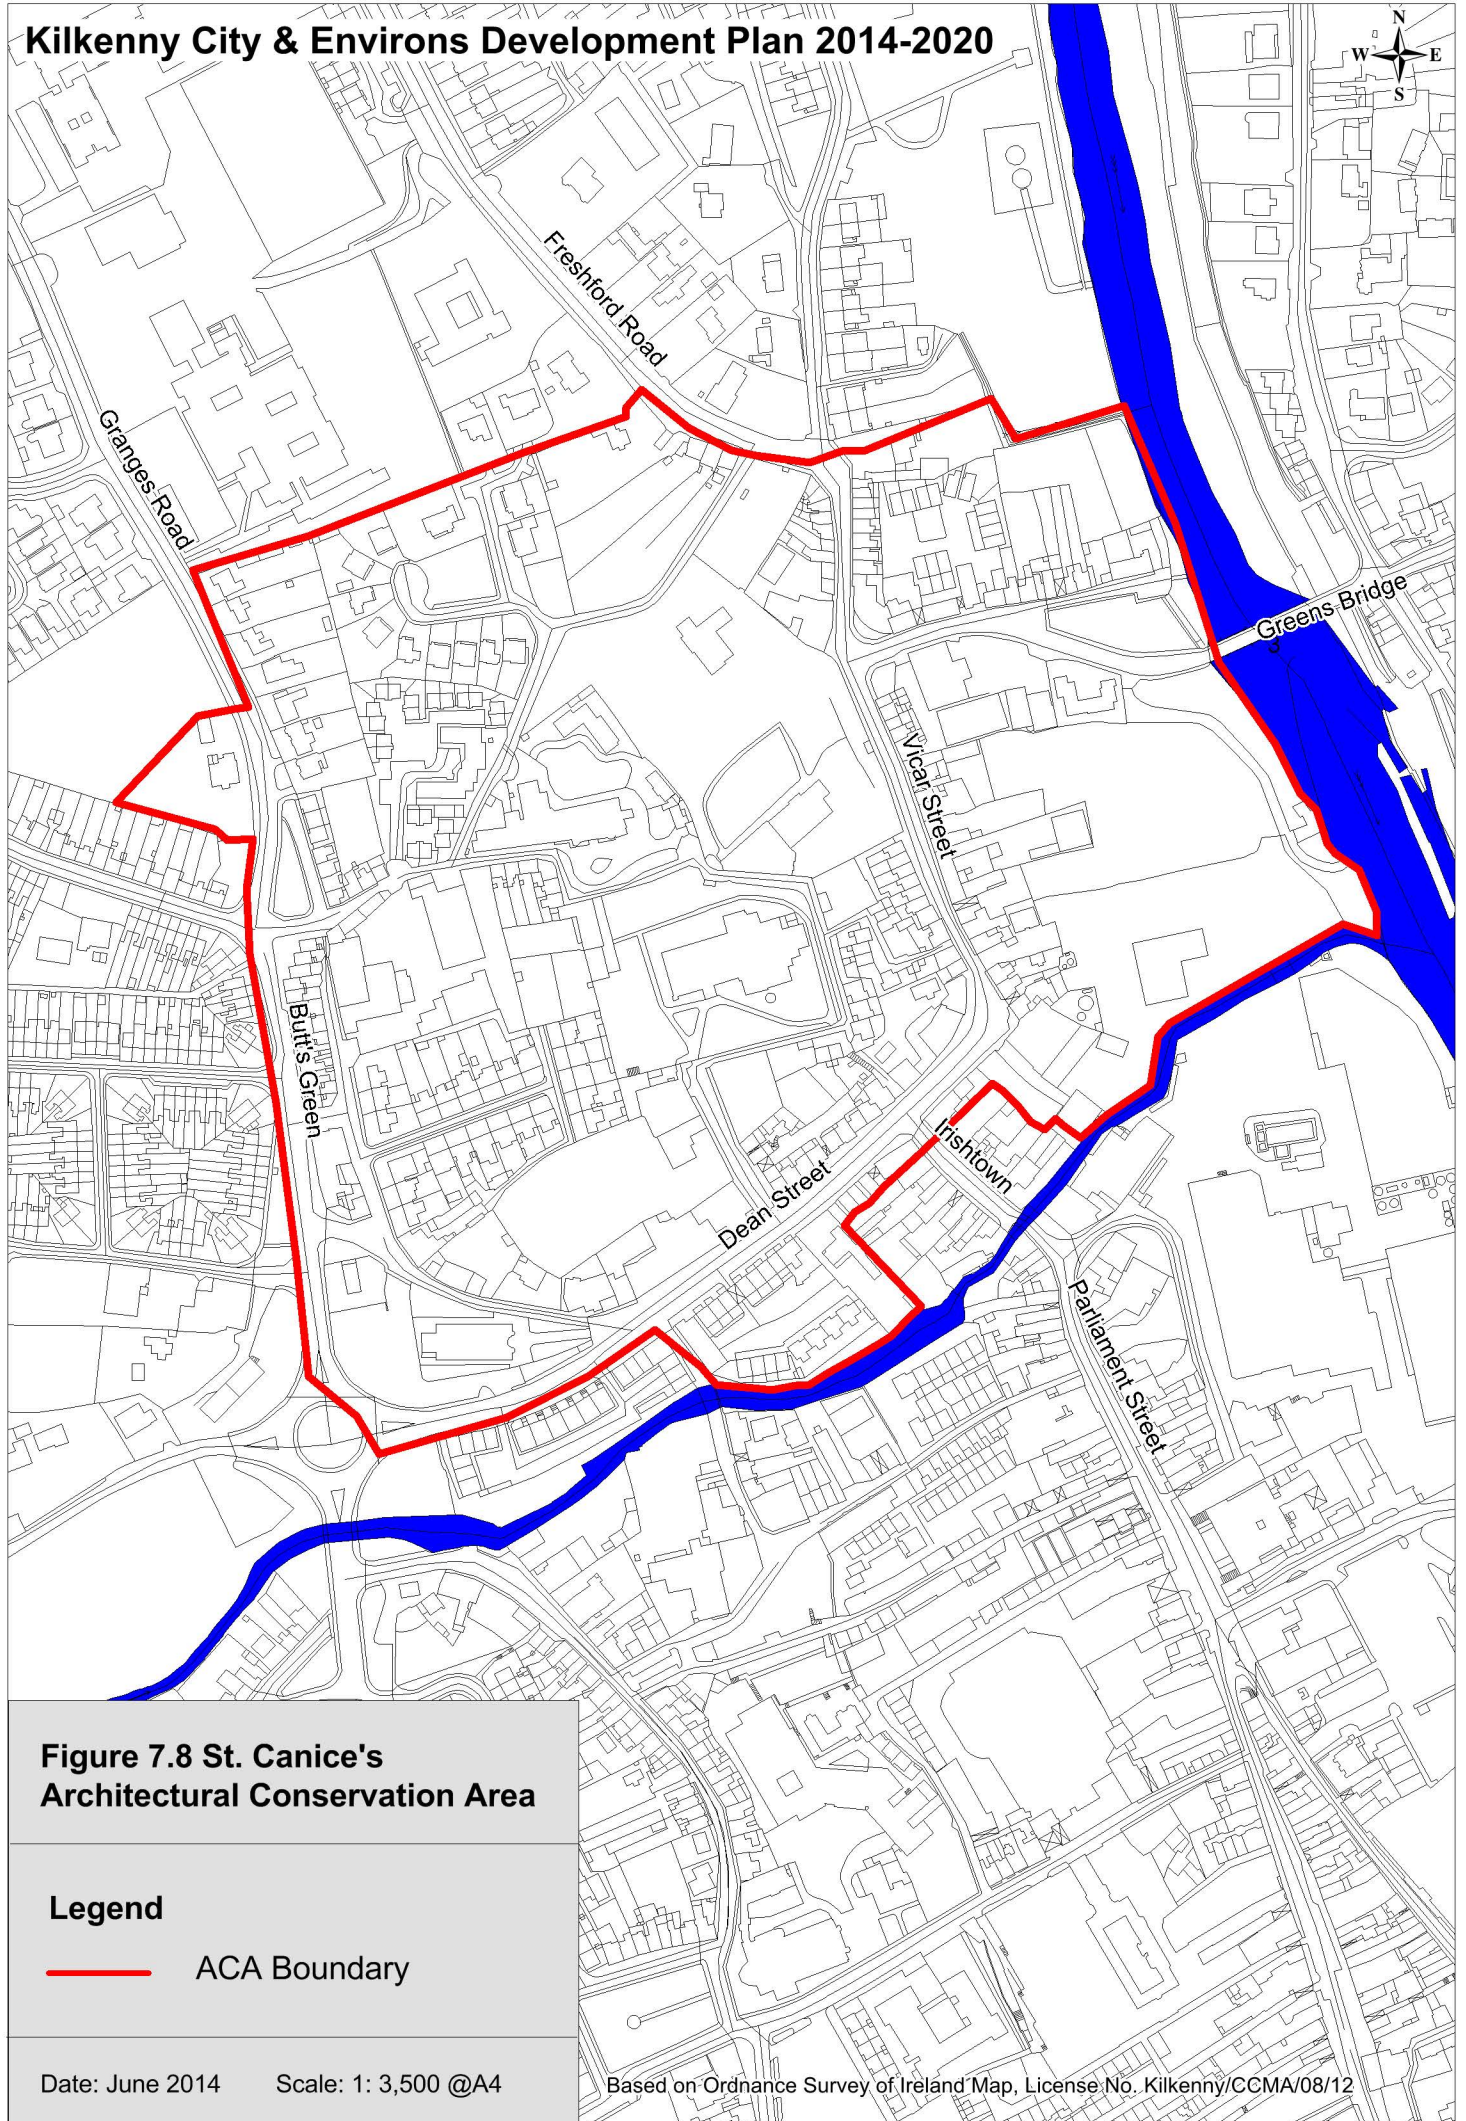 Kilkenny City & Environs Development Plan 2014-2020
N
W E
S
Freshford Road
Granges Road
Greens Bridge
Vicar Street
Butt's Green
Irishtown
Dean Street
Parliament Street
Figure 7.8 St. Canice's
Architectural Conservation Area
Legend
ACA Boundary
Date: June 2014 Scale: 1: 3,500 @A4
Based on Ordnance Survey of Ireland Map, License No. Kilkenny/CCMA/08/12